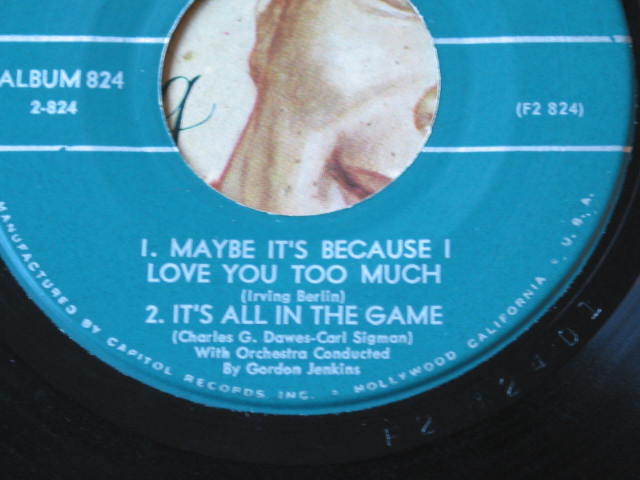 ALBUM 824
2-824
(F2 824)
1. MAYBE IT'S BECAUSE I
LOVE YOU TOO MUCH
(Irving Berlin)
2. IT'S ALL IN THE GAME
(Charles G. Dawes-Carl Sigman)
With Orchestra Conducted
By Gordon Jenkins
MANUFACTURED BY CAPITOL RECORDS INC. • HOLLYWOOD CALIFORNIA • U.S.A.